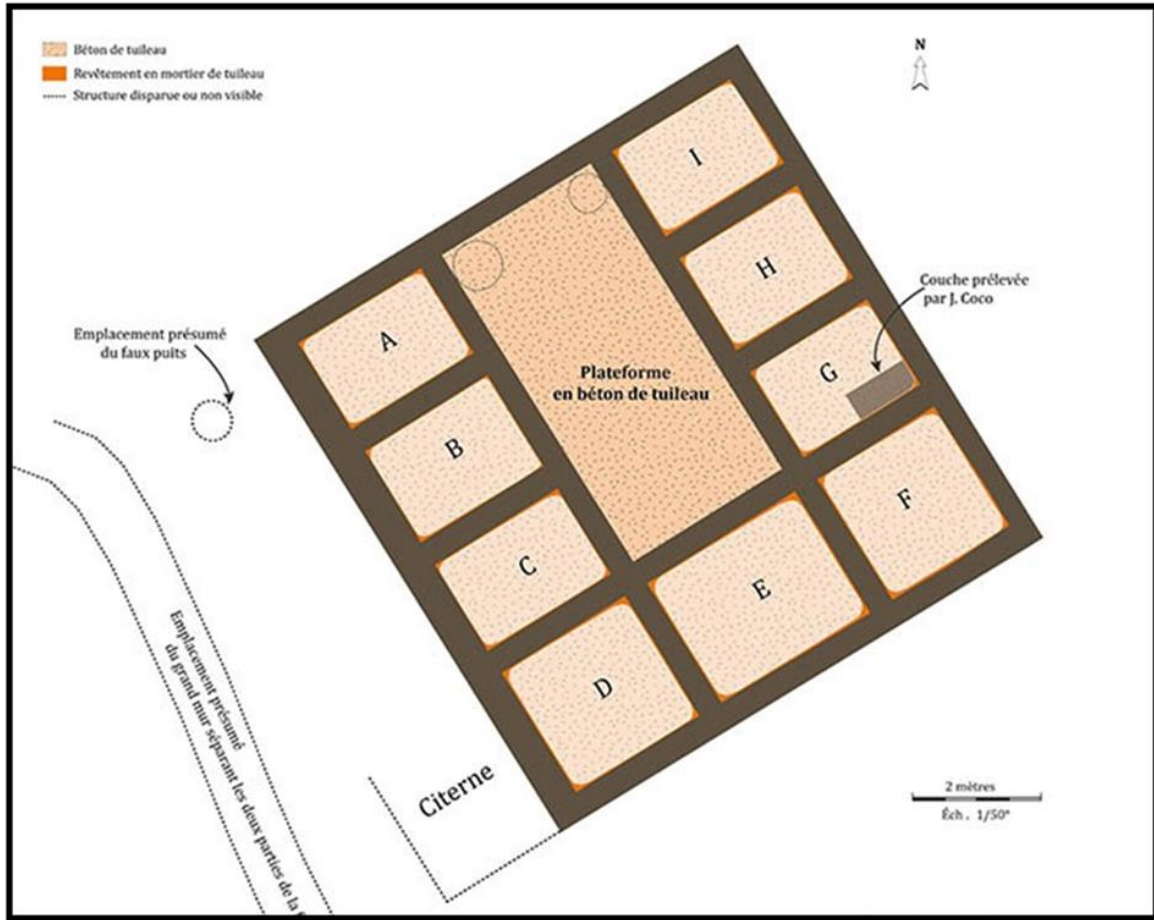 Béton de tuileau
Revêtement en mortier de tuileau
Structure disparue ou non visible
N
I
H
Couche prélevée
par J. Coco
G
A
Emplacement présumé
du faux puits
Plateforme
en béton de tuileau
B
F
C
E
D
Emplacement présumé
du grand mur séparant les deux parties de la
Citerne
2 mètres
Éch . 1/50°